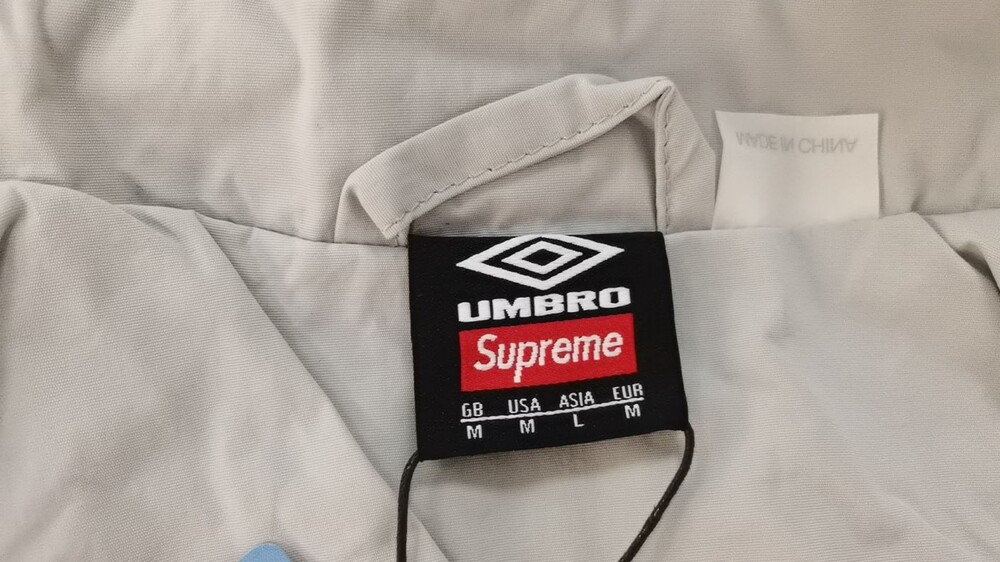 MADE IN CHINA
UMBRO
Supreme
GB USA ASIA EUR
M M L M